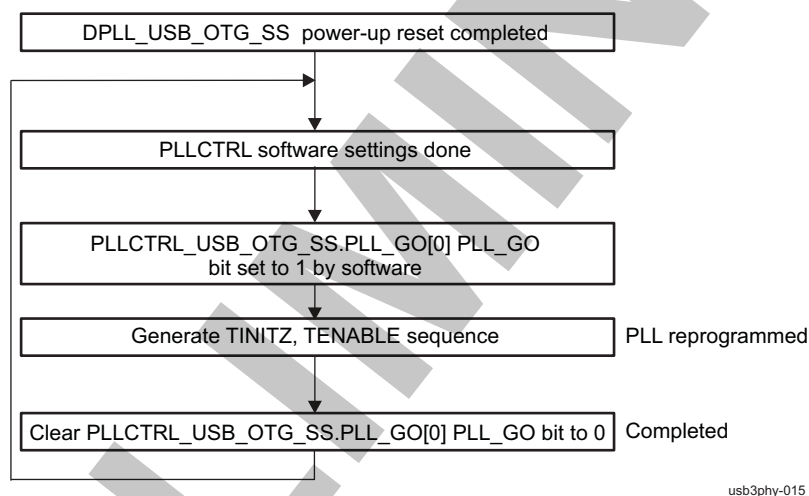 DPLL_USB_OTG_SS power-up reset completed
PLLCTRL software settings done
PLLCTRL_USB_OTG_SS.PLL_GO[0] PLL_GO
bit set to 1 by software
Generate TINITZ, TENABLE sequence
PLL reprogrammed
Clear PLLCTRL_USB_OTG_SS.PLL_GO[0] PLL_GO bit to 0
Completed
usb3phy-015